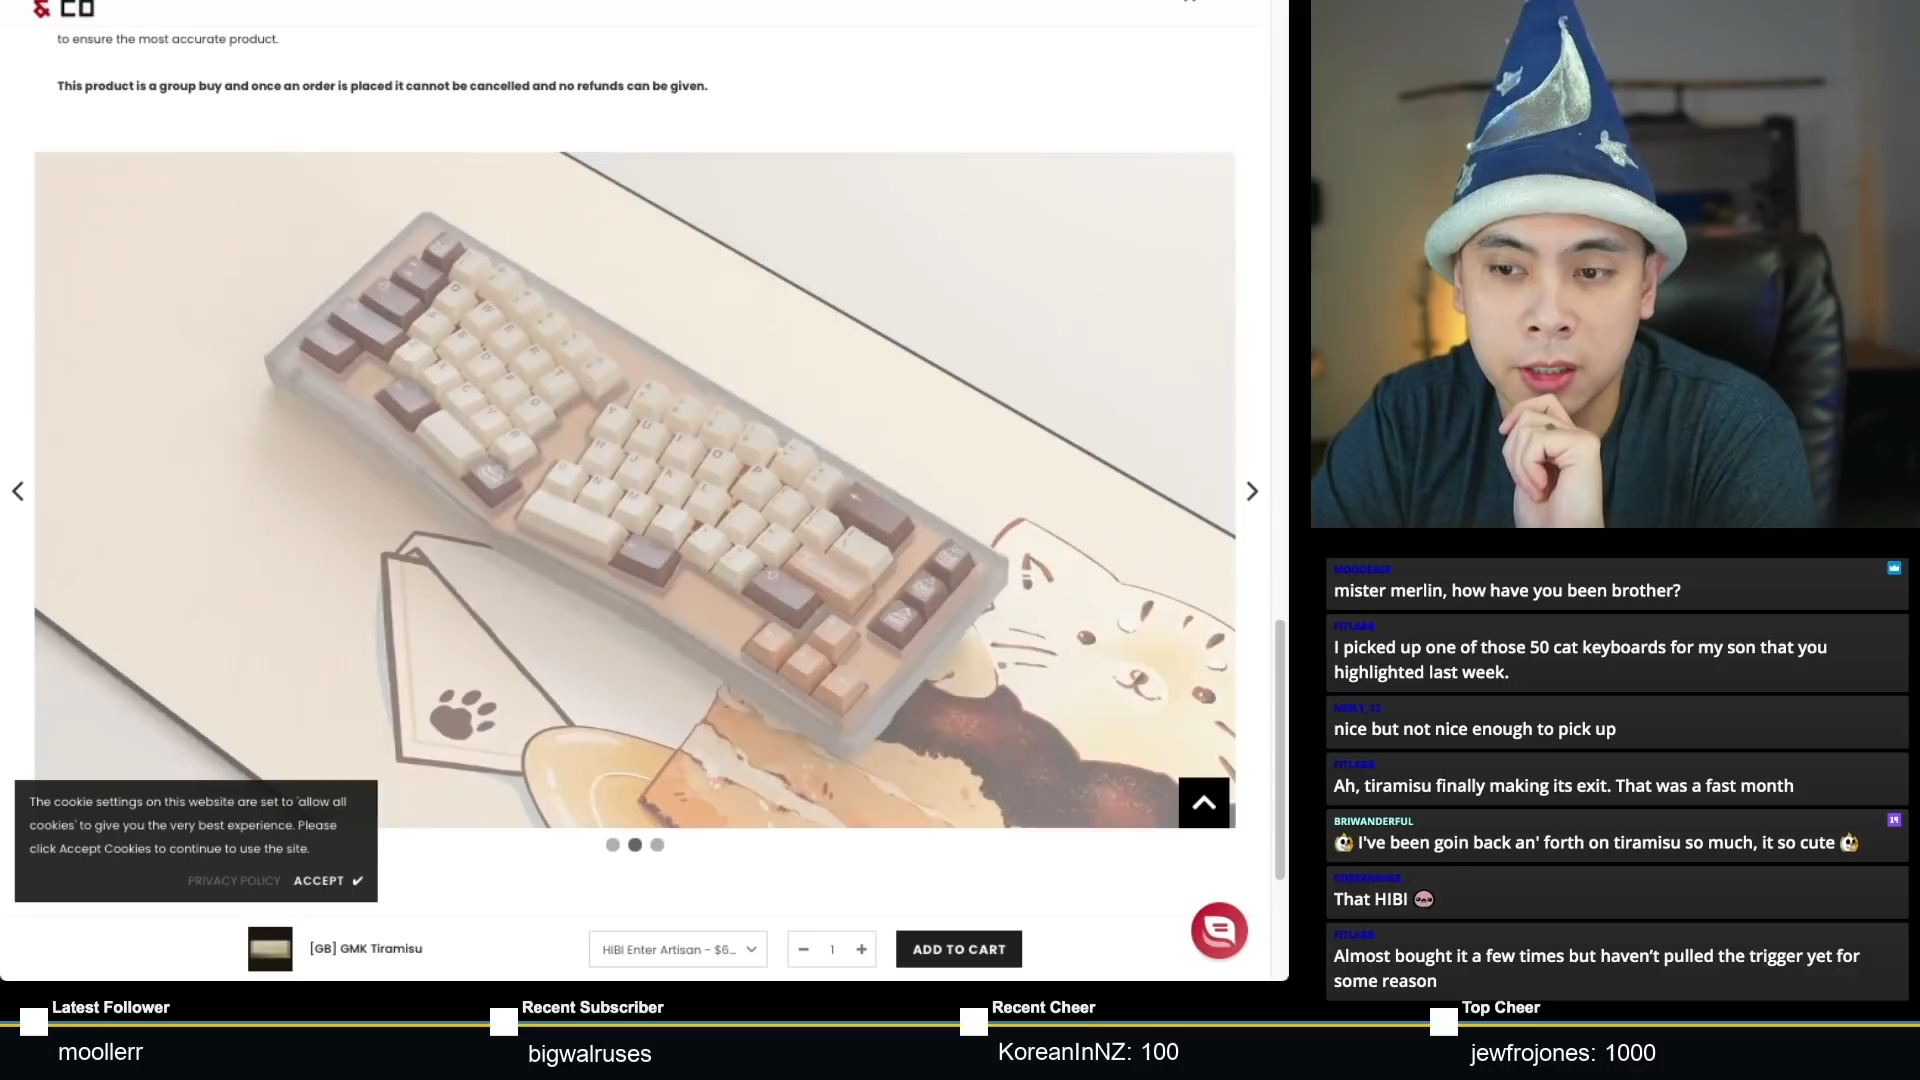 & CO
to ensure the most accurate product.
This product is a group buy and once an order is placed it cannot be cancelled and no refunds can be given.
The cookie settings on this website are set to 'allow all
cookies' to give you the very best experience. Please
click Accept Cookies to continue to use the site.
PRIVACY POLICY ACCEPT ✔
[GB] GMK Tiramisu
HIBI Enter Artisan - $6...
1
ADD TO CART
MOOOEASE
mister merlin, how have you been brother?
FITLABB
I picked up one of those 50 cat keyboards for my son that you
highlighted last week.
nice but not nice enough to pick up
FITLABB
Ah, tiramisu finally making its exit. That was a fast month
BRIWANDERFUL
14
I've been goin back an' forth on tiramisu so much, it so cute
KOREANINNZ
That HIBI
FITLABB
Almost bought it a few times but haven't pulled the trigger yet for
some reason
Latest Follower
moollerr
Recent Subscriber
bigwalruses
Recent Cheer
KoreanInNZ: 100
Top Cheer
jewfrojones: 1000